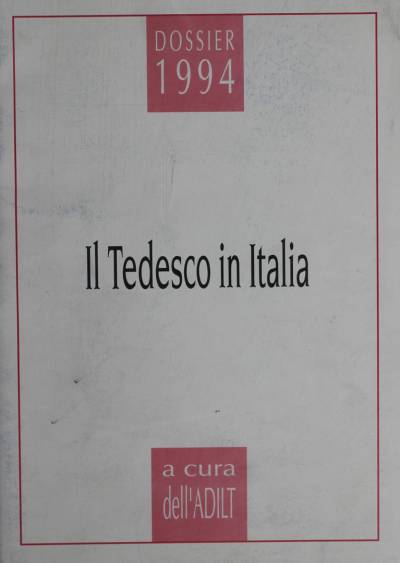 DOSSIER
1994
Il Tedesco in Italia
a cura
dell'ADILT